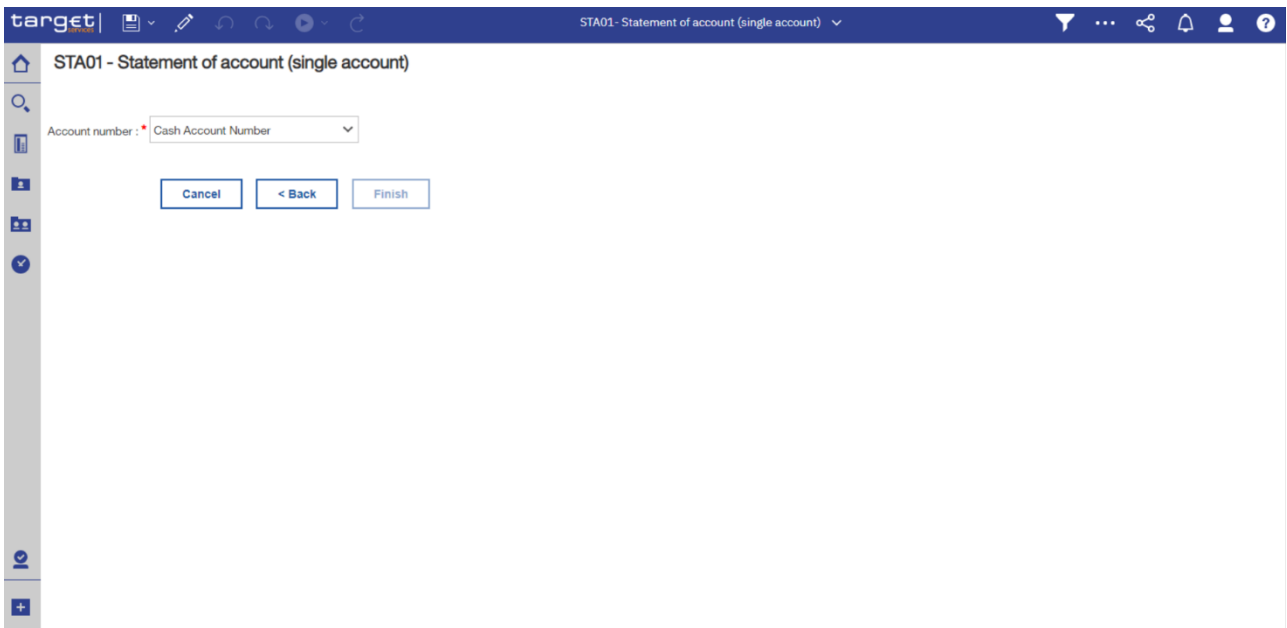 target|
services
STA01- Statement of account (single account)
?
STA01 - Statement of account (single account)
Account number : * Cash Account Number
Cancel
< Back
Finish